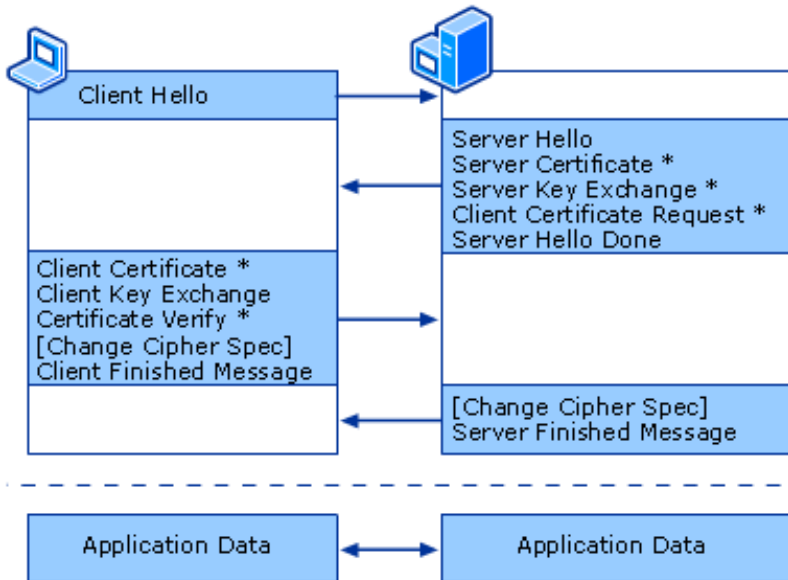 Client Hello
Server Hello
Server Certificate *
Server Key Exchange *
Client Certificate Request *
Server Hello Done
Client Certificate *
Client Key Exchange
Certificate Verify *
[Change Cipher Spec]
Client Finished Message
[Change Cipher Spec]
Server Finished Message
Application Data
Application Data